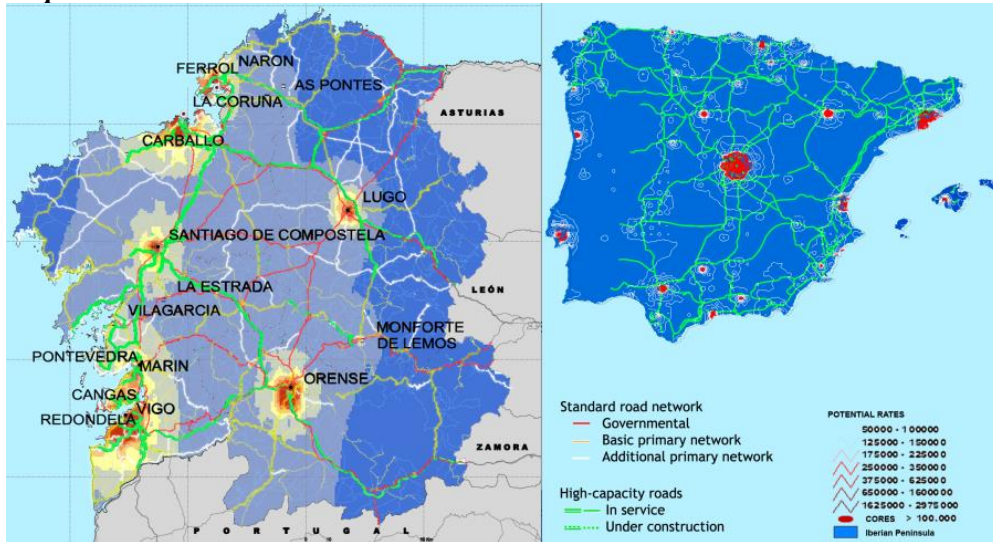 FERROL
NARON
AS PONTES
LA CORUÑA
ASTURIAS
CARBALLO
LUGO
SANTIAGO DE COMPOSTELA
LEÓN
LA ESTRADA
VILAGARCIA
MONFORTE
DE LEMOS
PONTEVEDRA
MARIN
ORENSE
CANGAS
REDONDELA
VIGO
ZAMORA
PORTUGAL
Standard road network
Governmental
Basic primary network
Additional primary network
High-capacity roads
In service
Under construction
POTENTIAL RATES
50000 - 100000
125000 - 150000
175000 - 225000
250000 - 350000
375000 - 625000
650000 - 1600000
1625000 - 2975000
CORES > 100.000
Iberian Peninsula